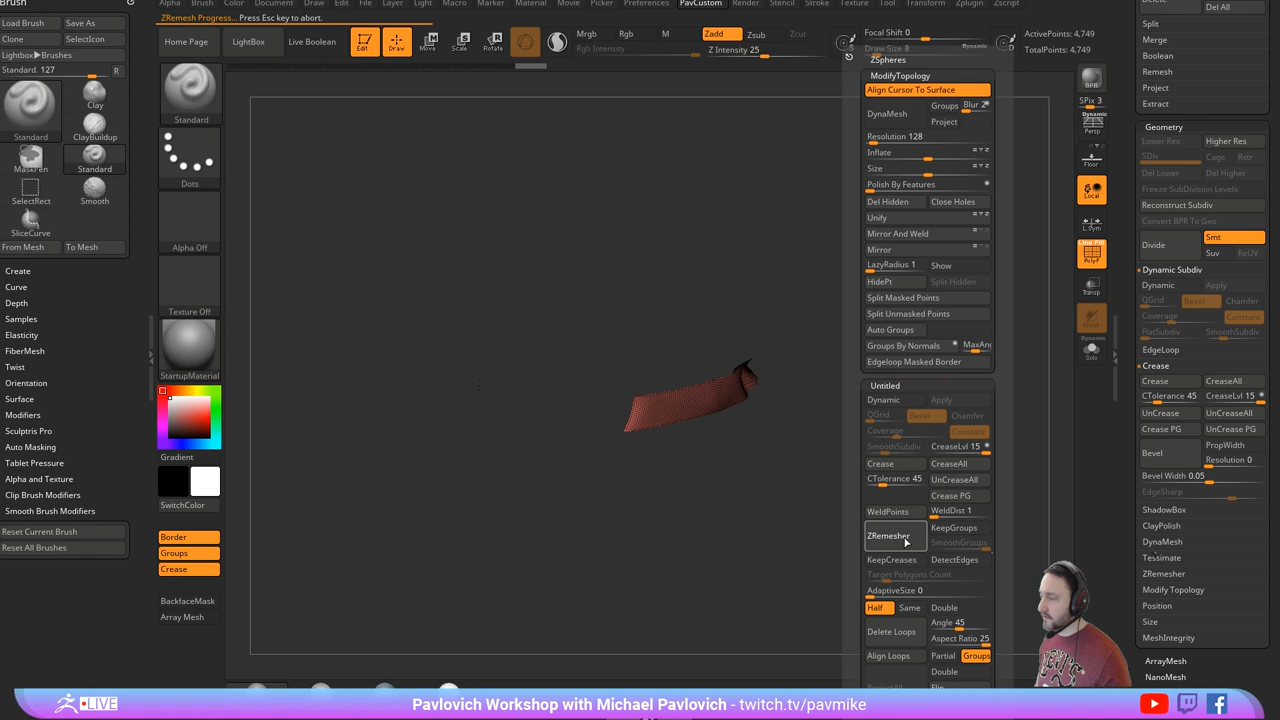 Brush
Load Brush
Save As
Clone
SelectIcon
Lightbox▶Brushes
Standard. 127
R
Standard
Clay
ClayBuildup
MaskPen
Standard
SelectRect
Smooth
SliceCurve
From Mesh
To Mesh
Create
Curve
Depth
Samples
Elasticity
FiberMesh
Twist
Orientation
Surface
Modifiers
Sculptris Pro
Auto Masking
Tablet Pressure
Alpha and Texture
Clip Brush Modifiers
Smooth Brush Modifiers
Reset Current Brush
Reset All Brushes
Alpha
Brush
Color
Document
Draw
Edit
File
Layer
Light
Macro
Marker
Material
Movie
Picker
Preferences
PavCustom
Render
Stencil
Stroke
Texture
Tool
Transform
Zplugin
Zscript
ZRemesh Progress... Press Esc key to abort.
Home Page
LightBox
Live Boolean
Edit
Draw
Move
Scale
Rotate
Mrgb
Rgb
M
Rgb Intensity
Zadd
Zsub
Zcut
Z Intensity 25
Focal Shift 0
Draw Size 8
Dynamic
S
ActivePoints: 4,749
TotalPoints: 4,749
Standard
Dots
Alpha Off
Texture Off
StartupMaterial
Gradient
SwitchColor
Border
Groups
Crease
BackfaceMask
Array Mesh
ZSpheres
ModifyTopology
Align Cursor To Surface
DynaMesh
Groups
Blur 2
Project
Resolution 128
Inflate
Size
Polish By Features
Del Hidden
Close Holes
Unify
Mirror And Weld
Mirror
LazyRadius 1
Show
HidePt
Split Hidden
Split Masked Points
Split Unmasked Points
Auto Groups
Groups By Normals
MaxAng
Edgeloop Masked Border
Untitled
Dynamic
Apply
QGrid
Bevel
Chamfer
Coverage
Constant
SmoothSubdiv
CreaseLvl 15
Crease
CreaseAll
CTolerance 45
UnCreaseAll
Crease PG
WeldPoints
WeldDist 1
ZRemesher
KeepGroups
SmoothGroups
KeepCreases
DetectEdges
Target Polygons Count
AdaptiveSize 0
Half
Same
Double
Delete Loops
Angle 45
Aspect Ratio 25
Align Loops
Partial
Groups
Double
BPR
SPix 3
Dynamic
Persp
Floor
Local
L.Sym
Line Fill
PolyF
Transp
Ghost
Dynamic
Solo
Del All
Split
Merge
Boolean
Remesh
Project
Extract
Geometry
Lower Res
Higher Res
SDiv
Cage
Rstr
Del Lower
Del Higher
Freeze SubDivision Levels
Reconstruct Subdiv
Convert BPR To Geo
Divide
Smt
Suv
ReUV
Dynamic Subdiv
Dynamic
Apply
QGrid
Bevel
Chamfer
Coverage
Constant
FlatSubdiv
SmoothSubdiv
EdgeLoop
Crease
Crease
CreaseAll
CTolerance 45
CreaseLvl 15
UnCrease
UnCreaseAll
Crease PG
UnCrease PG
Bevel
PropWidth
Resolution 0
Bevel Width 0.05
EdgeSharp
ShadowBox
ClayPolish
DynaMesh
Tessimate
ZRemesher
Modify Topology
Position
Size
MeshIntegrity
ArrayMesh
NanoMesh
LIVE
Pavlovich Workshop with Michael Pavlovich - twitch.tv/pavmike